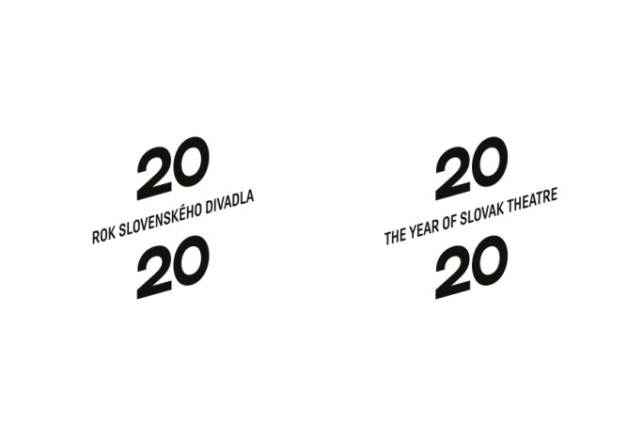 20
ROK SLOVENSKÉHO DIVADLA
20
20
THE YEAR OF SLOVAK THEATRE
20